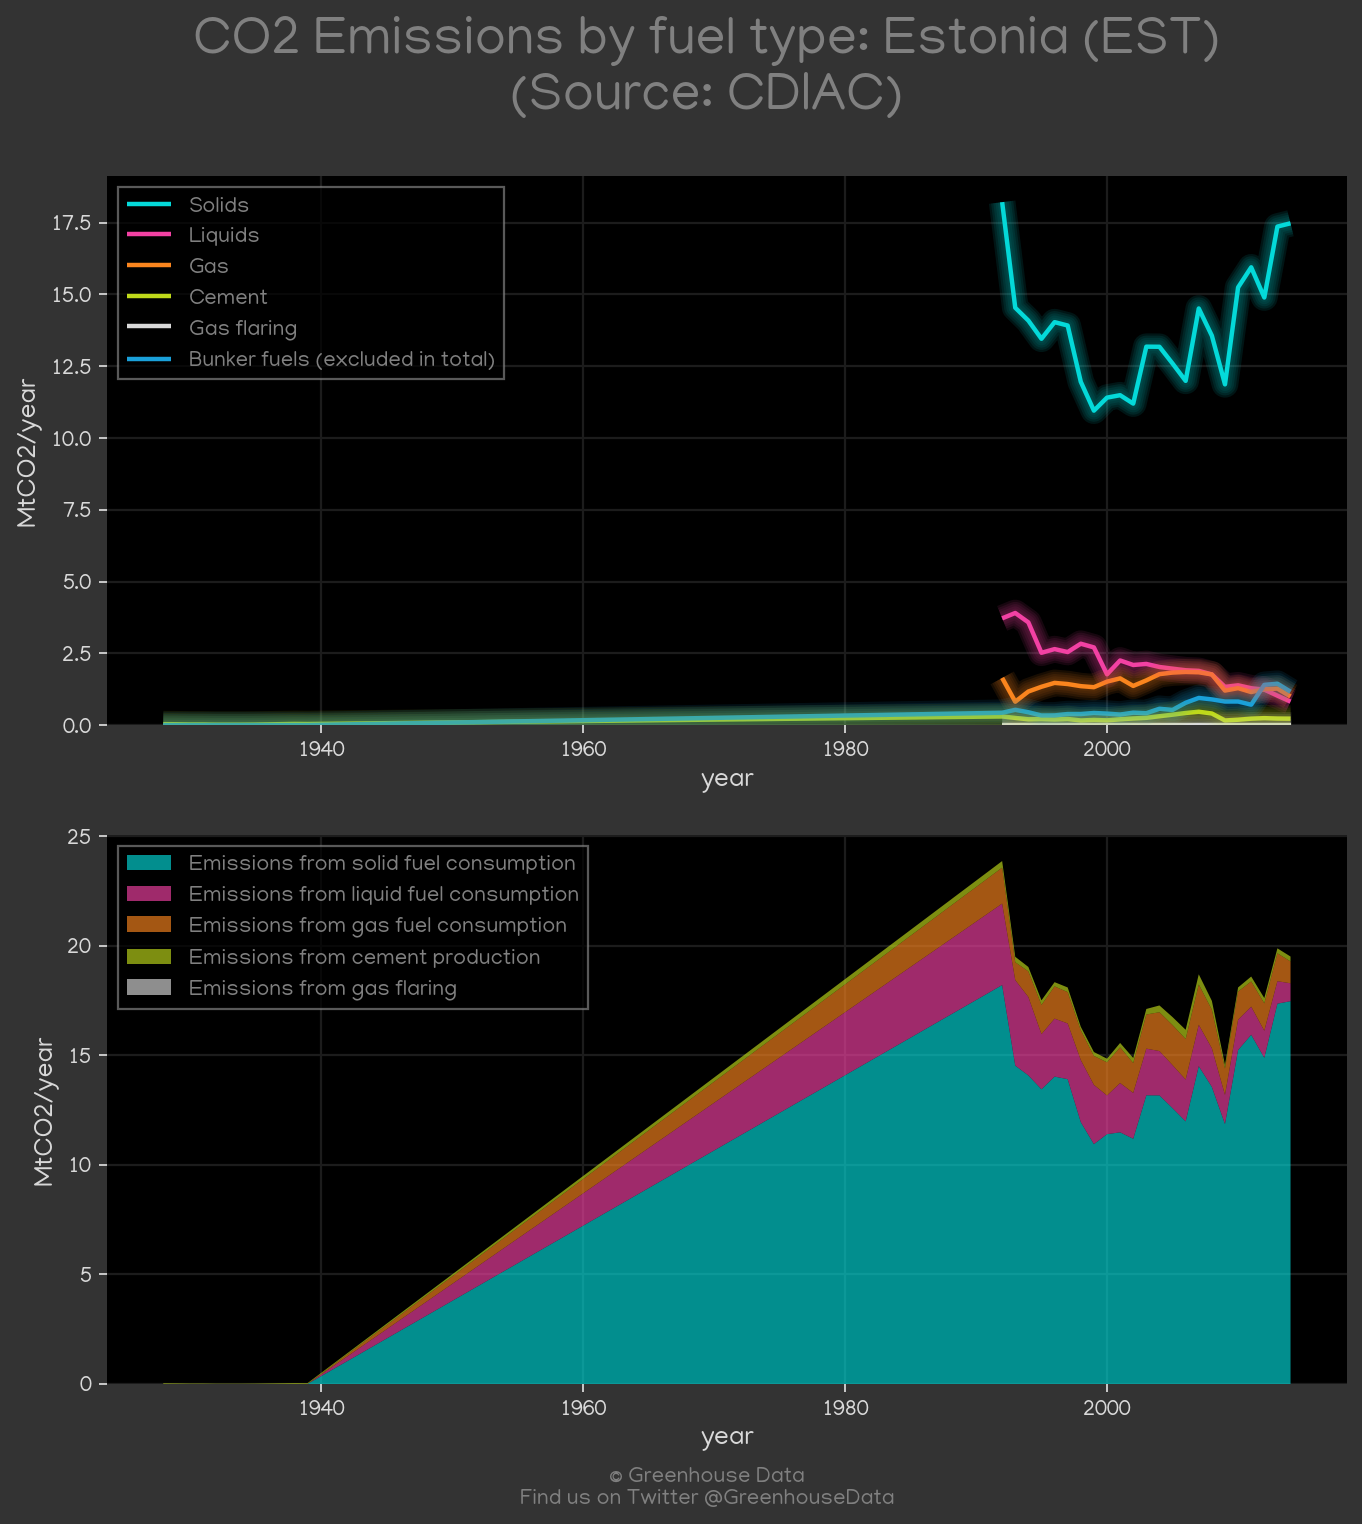 CO2 Emissions by fuel type: Estonia (EST)
(Source: CDIAC)
Solids
Liquids
Gas
Cement
Gas flaring
Bunker fuels (excluded in total)
17.5
15.0
12.5
10.0
7.5
5.0
2.5
0.0
MtCO2/year
1940
1960
1980
2000
year
Emissions from solid fuel consumption
Emissions from liquid fuel consumption
Emissions from gas fuel consumption
Emissions from cement production
Emissions from gas flaring
25
20
15
10
5
0
MtCO2/year
1940
1960
1980
2000
year
© Greenhouse Data
Find us on Twitter @GreenhouseData